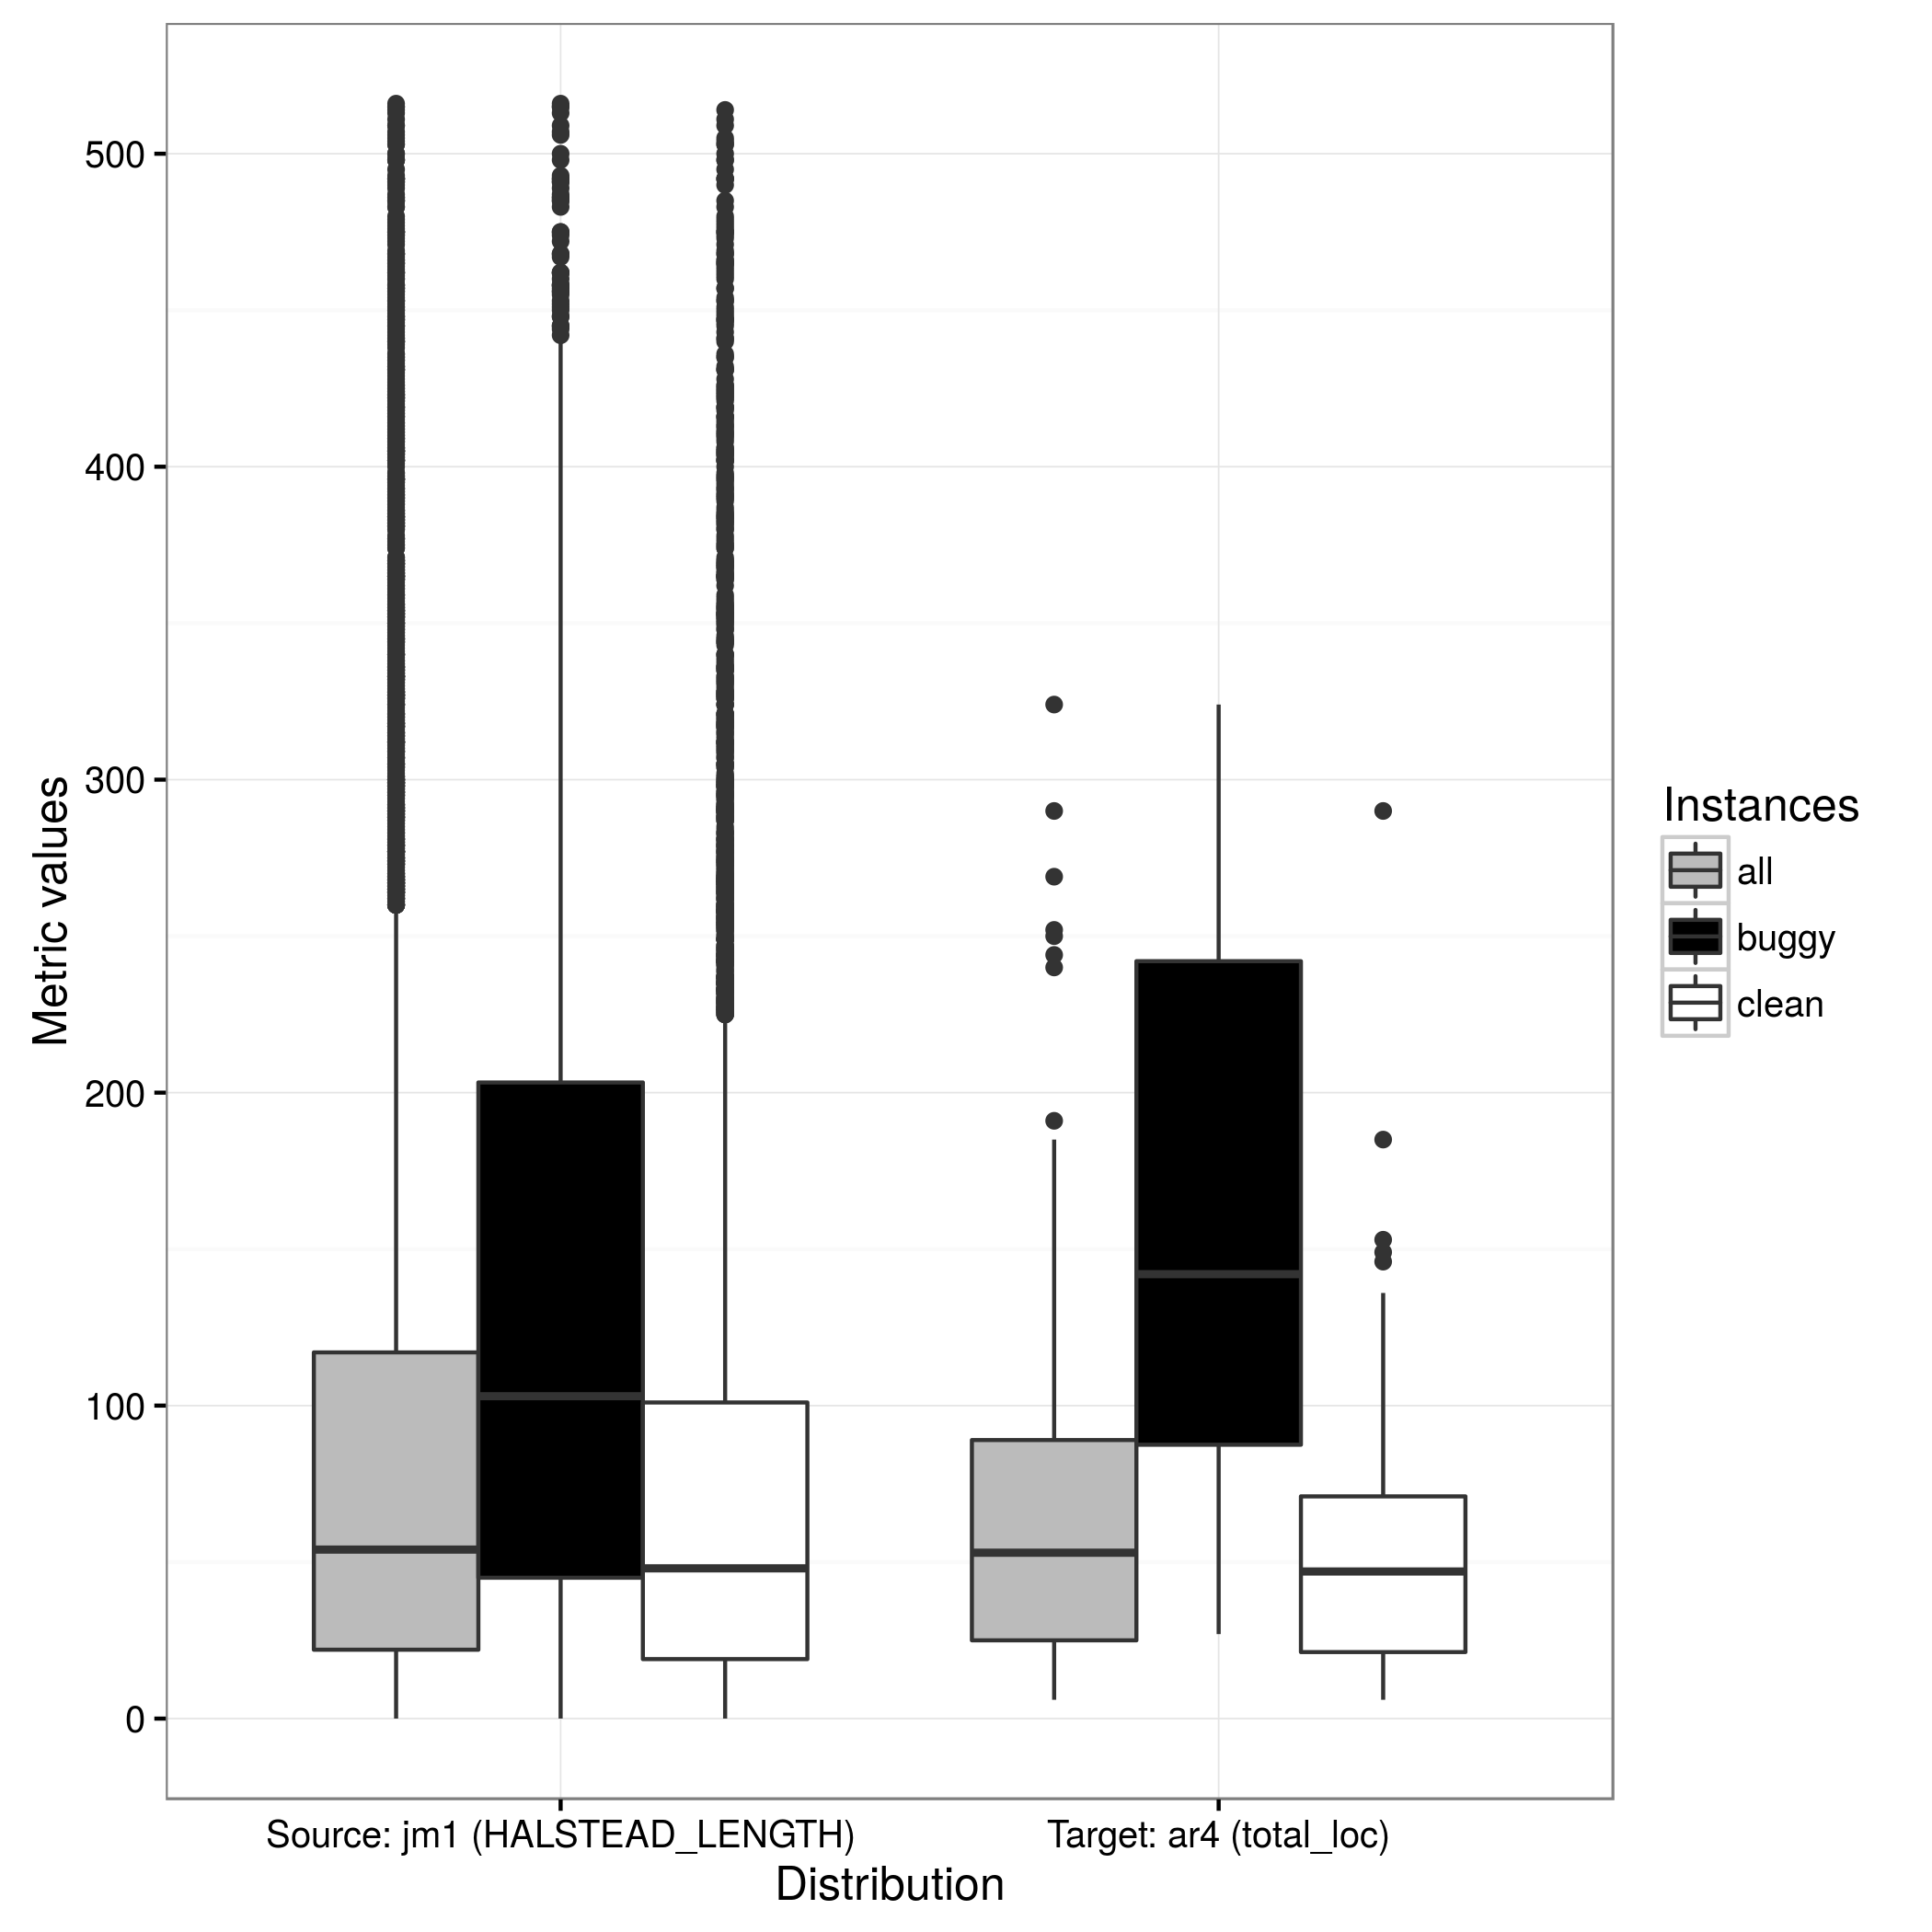 500
400
300
200
100
0
Metric values
Source: jm1 (HALSTEAD_LENGTH)
Target: ar4 (total_loc)
Distribution
Instances
all
buggy
clean